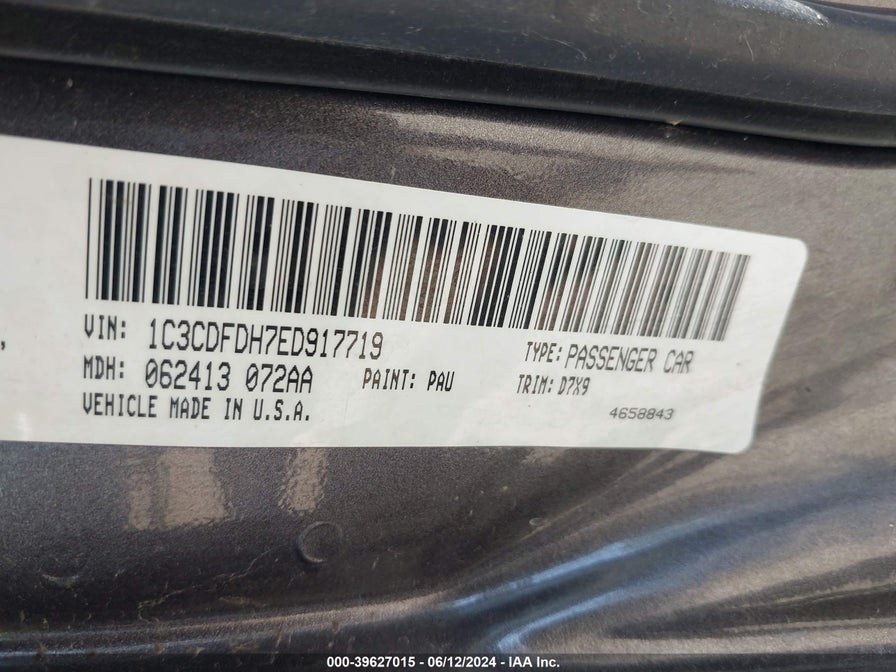 VIN: 1C3CDFDH7ED917719 TYPE: PASSENGER CAR
MDH: 062413 072AA PAINT: PAU TRIM: D7X9
VEHICLE MADE IN U.S.A. 4658843
000-39627015 - 06/12/2024 - IAA Inc.